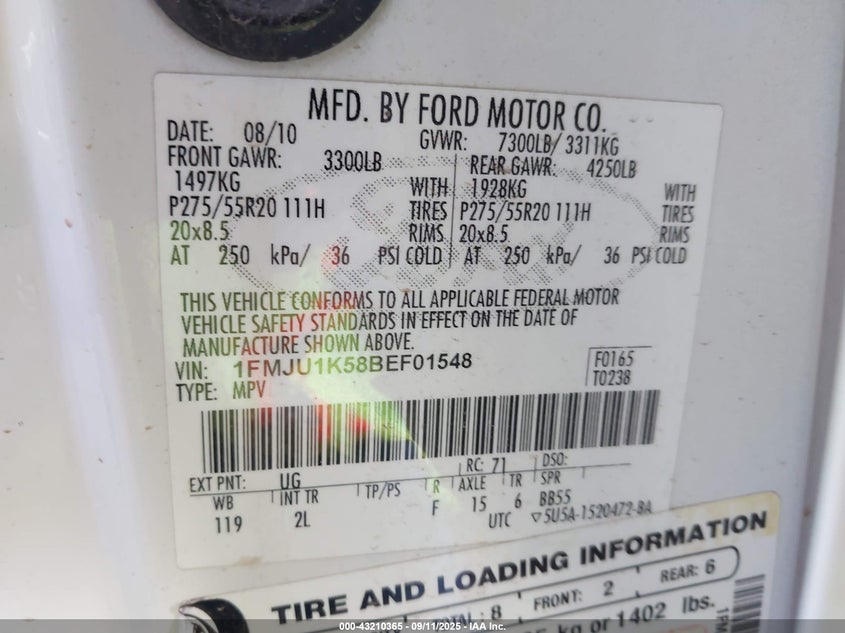 MFD. BY FORD MOTOR CO.
DATE: 08/10 GVWR: 7300LB/ 3311KG
FRONT GAWR: 3300LB REAR GAWR: 4250LB
1497KG WITH 1928KG WITH
P275/55R20 111H TIRES P275/55R20 111H TIRES
20x8.5 RIMS 20x8.5 RIMS
AT 250 kPa/ 36 PSI COLD AT 250 kPa/ 36 PSI COLD
THIS VEHICLE CONFORMS TO ALL APPLICABLE FEDERAL MOTOR
VEHICLE SAFETY STANDARDS IN EFFECT ON THE DATE OF
MANUFACTURE SHOWN ABOVE.
VIN: 1FMJU1K58BEF01548 F0165
TYPE: MPV T0238
EXT PNT: UG RC: 71 DSO:
WB INT TR TP/PS R AXLE TR SPR
119 2L F 15 6 BB55
UTC ▽5U5A-1520472-BA
TIRE AND LOADING INFORMATION
8 FRONT: 2 REAR: 6
kg or 1402 lbs.
© 000-43210365 - 09/11/2025 - IAA Inc.